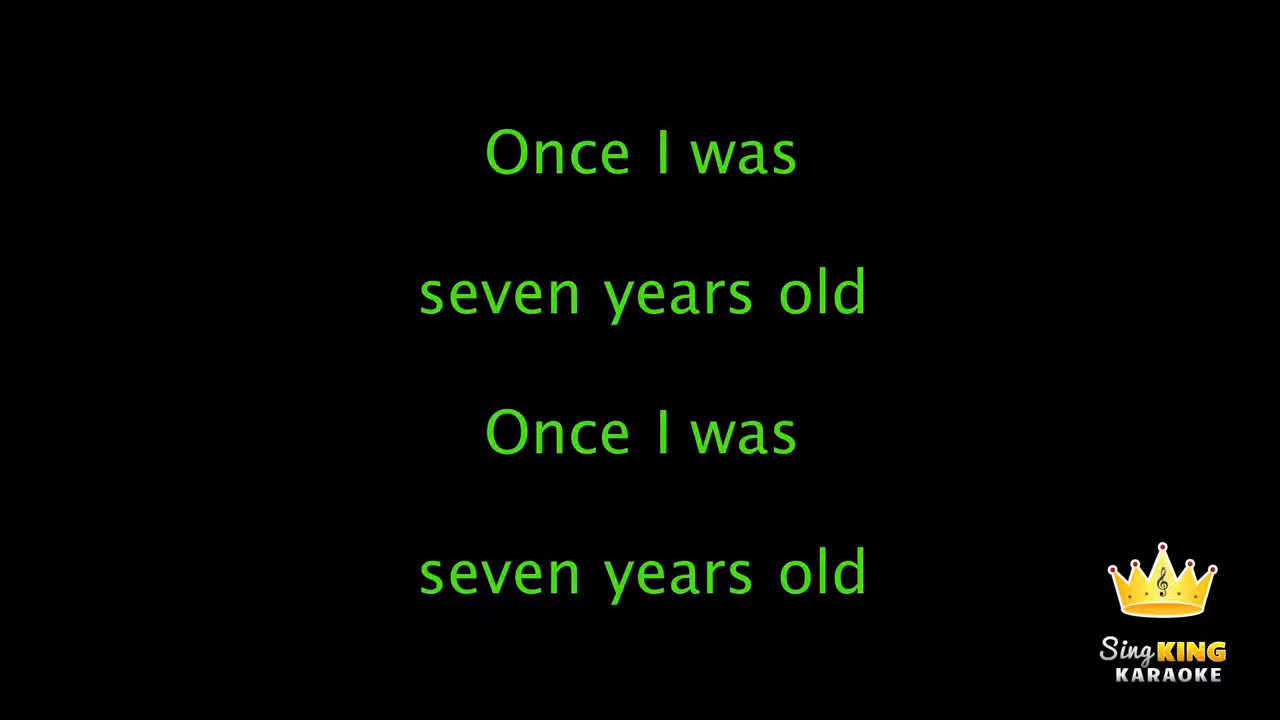 Once I was
seven years old
Once I was
seven years old
Sing KING
KARAOKE